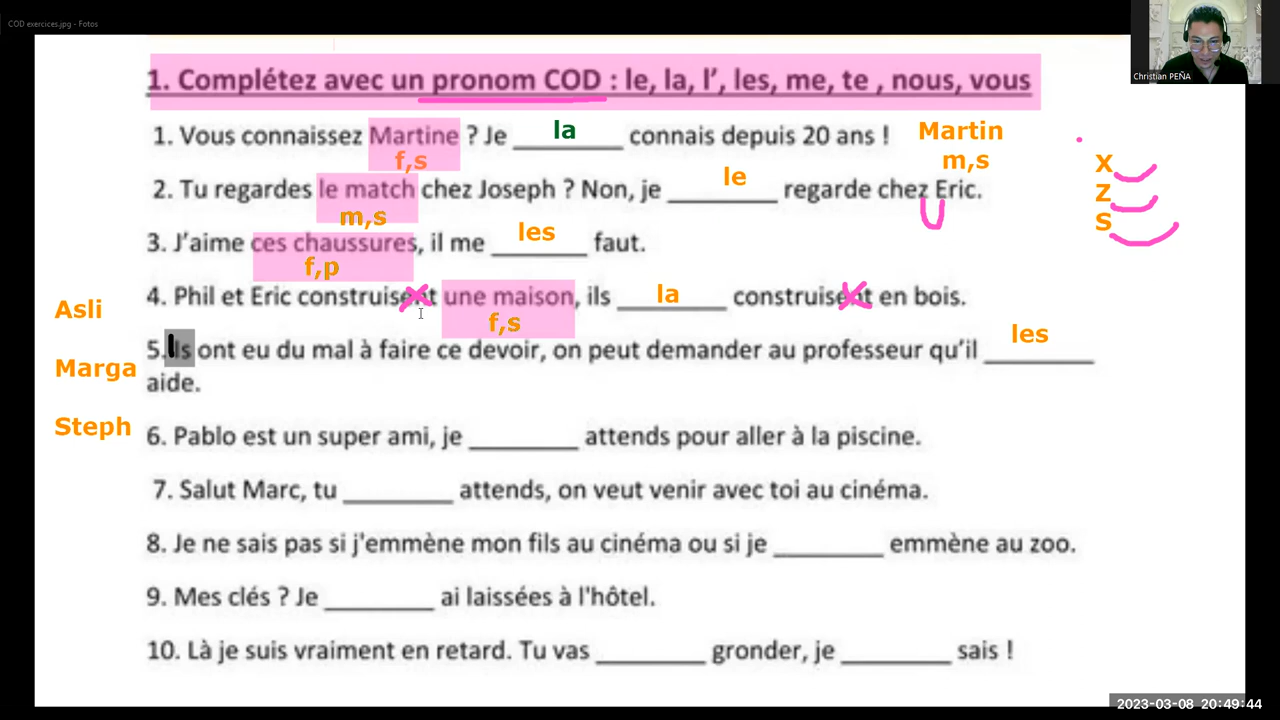 COD exercices.jpg - Fotos
Christian PEÑA
1. Complétez avec un pronom COD : le, la, l’, les, me, te , nous, vous
1. Vous connaissez Martine ? Je la connais depuis 20 ans !
Martin
f,s
m,s
X
2. Tu regardes le match chez Joseph ? Non, je le regarde chez Eric.
Z
m,s
S
3. J’aime ces chaussures, il me les faut.
f,p
4. Phil et Eric construisent une maison, ils la construisent en bois.
Asli
f,s
5. Ils ont eu du mal à faire ce devoir, on peut demander au professeur qu’il les
Marga
aide.
Steph
6. Pablo est un super ami, je ________ attends pour aller à la piscine.
7. Salut Marc, tu ________ attends, on veut venir avec toi au cinéma.
8. Je ne sais pas si j'emmène mon fils au cinéma ou si je ________ emmène au zoo.
9. Mes clés ? Je ________ ai laissées à l'hôtel.
10. Là je suis vraiment en retard. Tu vas ________ gronder, je ________ sais !
2023-03-08 20:49:44